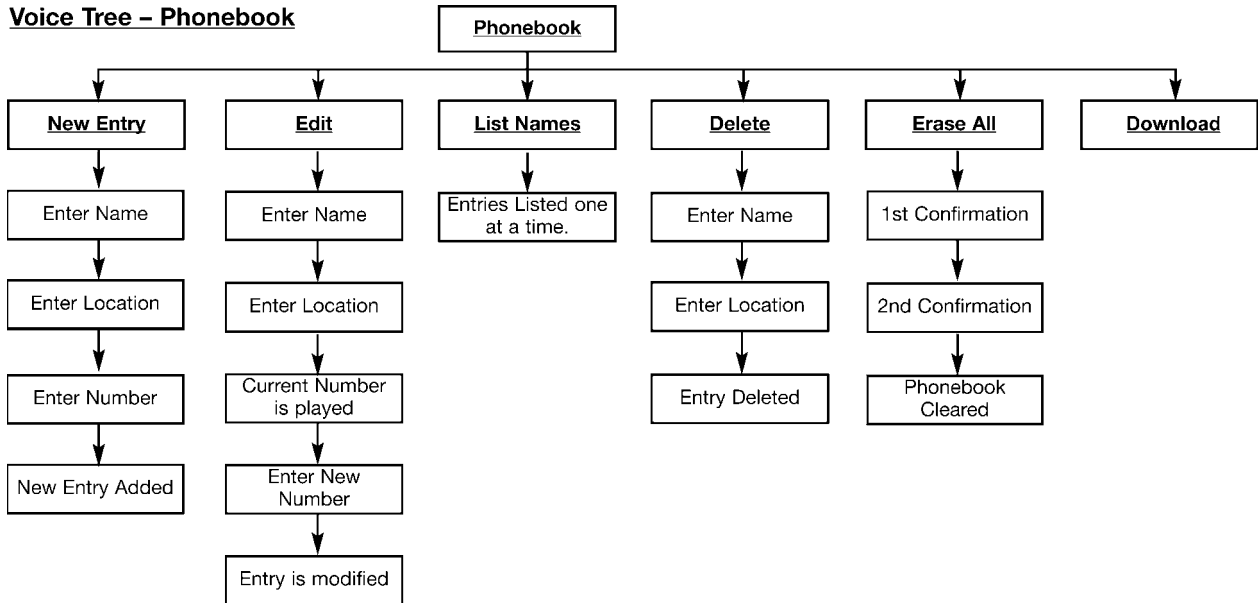 Voice Tree – Phonebook
Phonebook
New Entry
Edit
List Names
Delete
Erase All
Download
Enter Name
Enter Name
Entries Listed one
at a time.
Enter Name
1st Confirmation
Enter Location
Enter Location
Enter Location
2nd Confirmation
Enter Number
Current Number
is played
Entry Deleted
Phonebook
Cleared
New Entry Added
Enter New
Number
Entry is modified